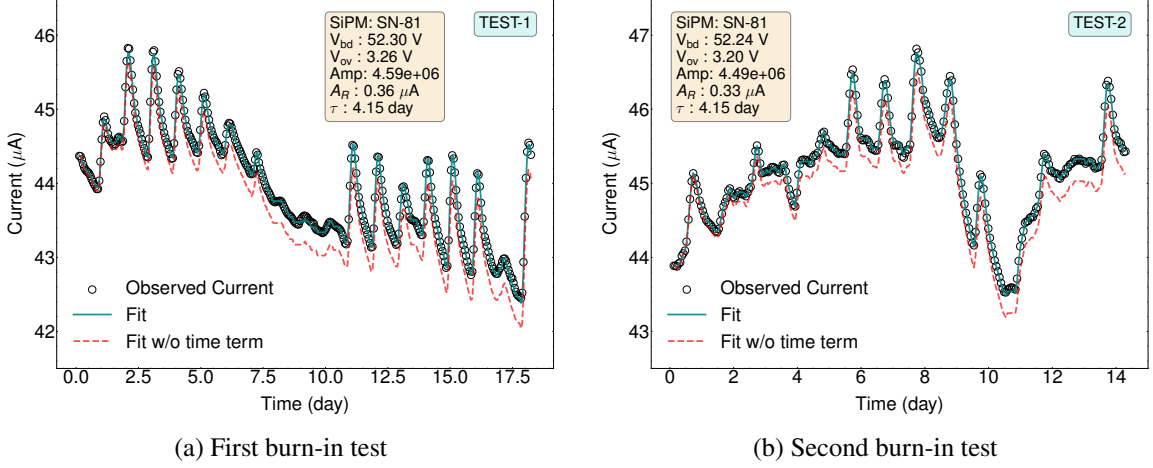 SiPM: SN-81
V_bd : 52.30 V
V_ov : 3.26 V
Amp: 4.59e+06
A_R : 0.36 μA
τ : 4.15 day
TEST-1
46
45
44
43
42
Current (μA)
Observed Current
Fit
Fit w/o time term
0.0 2.5 5.0 7.5 10.0 12.5 15.0 17.5
Time (day)
(a) First burn-in test
SiPM: SN-81
V_bd : 52.24 V
V_ov : 3.20 V
Amp: 4.49e+06
A_R : 0.33 μA
τ : 4.15 day
TEST-2
47
46
45
44
43
Current (μA)
Observed Current
Fit
Fit w/o time term
0 2 4 6 8 10 12 14
Time (day)
(b) Second burn-in test